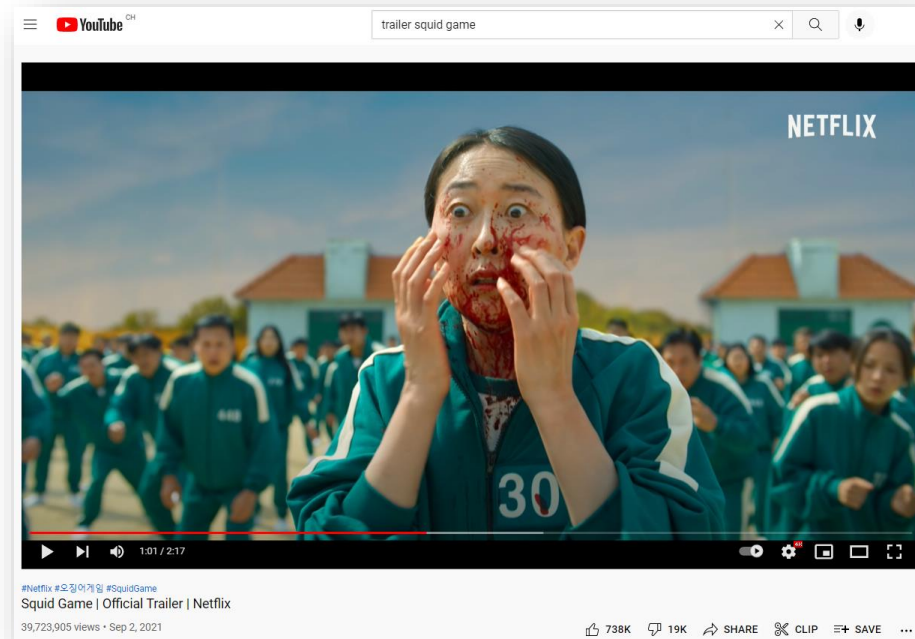 YouTube CH
trailer squid game
NETFLIX
30
1:01 / 2:17
#Netflix #오징어게임 #SquidGame
Squid Game | Official Trailer | Netflix
39,723,905 views • Sep 2, 2021
738K 19K SHARE CLIP SAVE